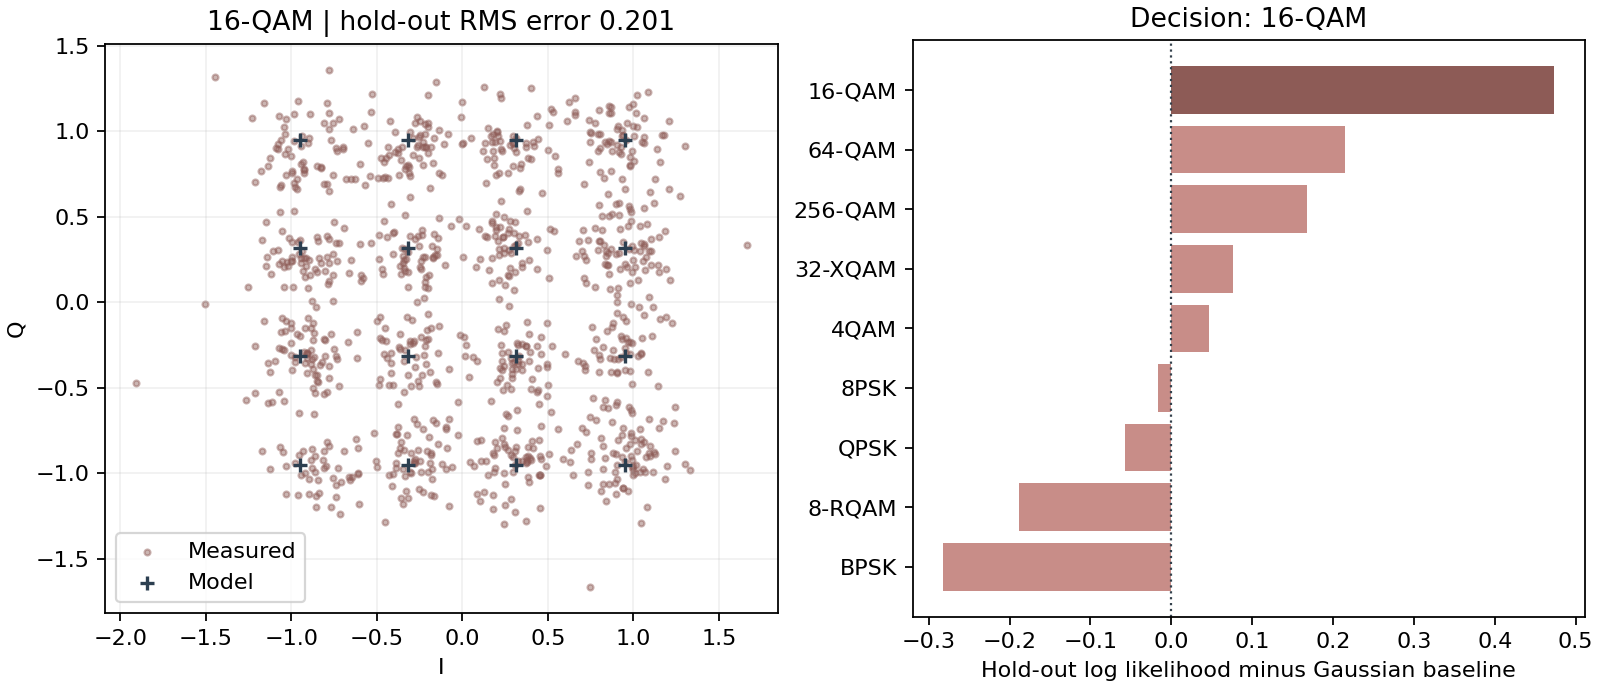 16-QAM | hold-out RMS error 0.201
1.5
1.0
0.5
0.0
−0.5
−1.0
−1.5
Q
Measured
Model
−2.0 −1.5 −1.0 −0.5 0.0 0.5 1.0 1.5
I
Decision: 16-QAM
16-QAM
64-QAM
256-QAM
32-XQAM
4QAM
8PSK
QPSK
8-RQAM
BPSK
−0.3 −0.2 −0.1 0.0 0.1 0.2 0.3 0.4 0.5
Hold-out log likelihood minus Gaussian baseline